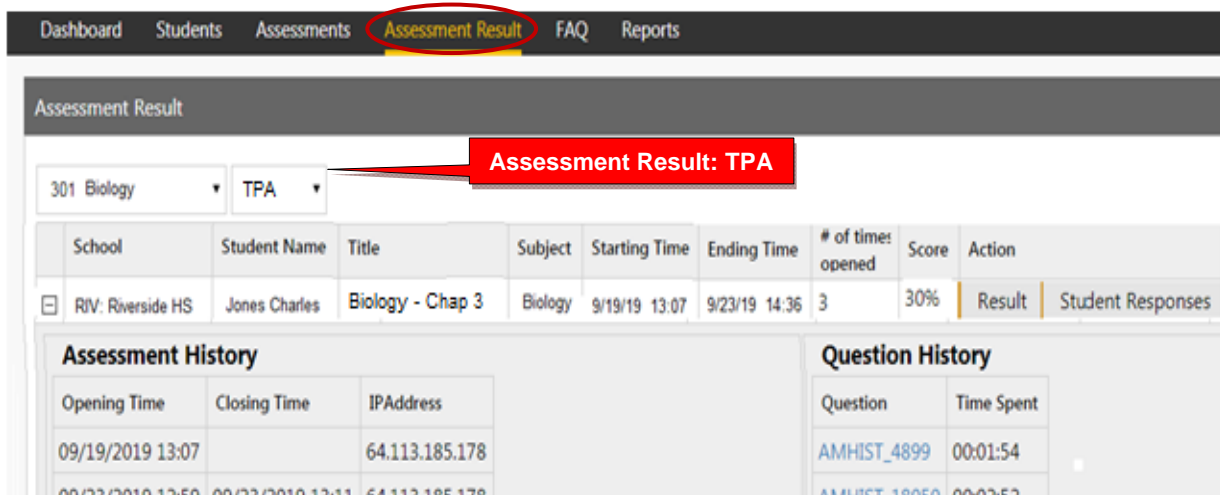 Dashboard Students Assessments Assessment Result FAQ Reports
Assessment Result
Assessment Result: TPA
301 Biology TPA
School Student Name Title Subject Starting Time Ending Time # of times opened Score Action
RIV: Riverside HS Jones Charles Biology - Chap 3 Biology 9/19/19 13:07 9/23/19 14:36 3 30% Result Student Responses
Assessment History Question History
Opening Time Closing Time IPAddress Question Time Spent
09/19/2019 13:07 64.113.185.178 AMHIST_4899 00:01:54
64.113.185.178